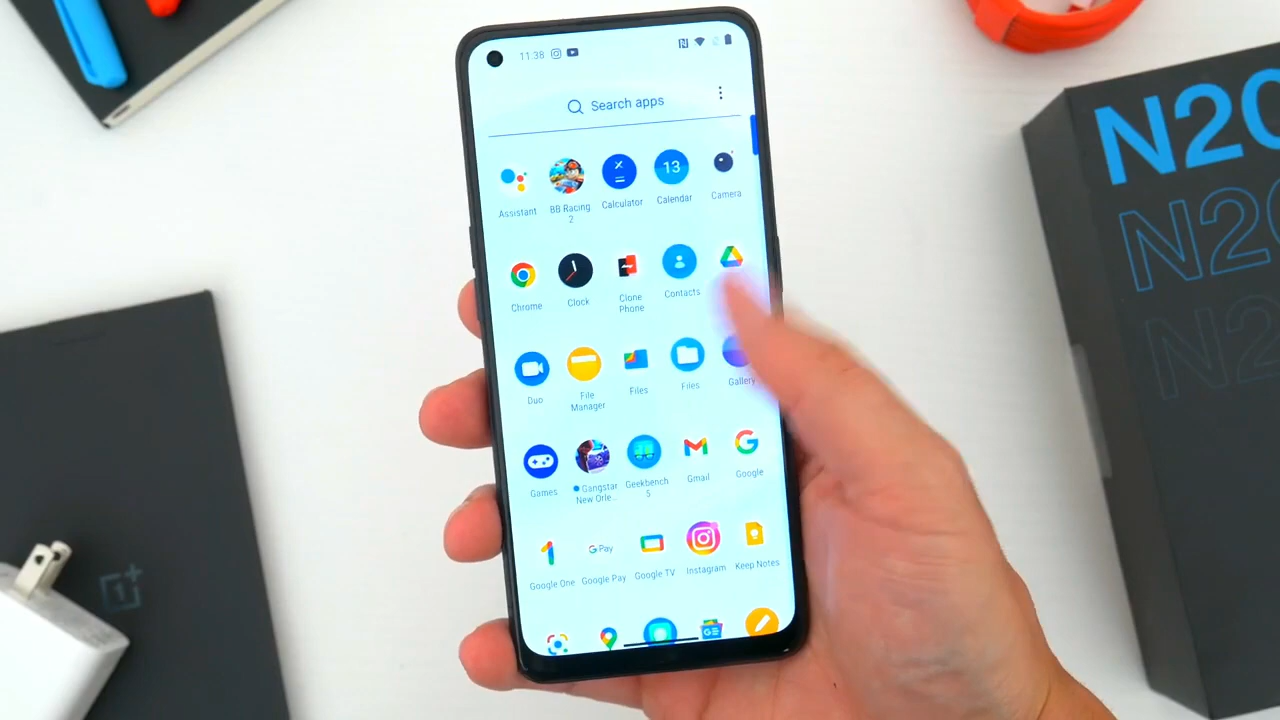 11:38
Search apps
13
Assistant
BB Racing
2
Calculator
Calendar
Camera
Chrome
Clock
Clone
Phone
Contacts
Duo
File
Manager
Files
Files
Gallery
Games
Gangstar
New Orle...
Geekbench
5
Gmail
Google
Google One
G Pay
Google Pay
Google TV
Instagram
Keep Notes
N20
N20
N20